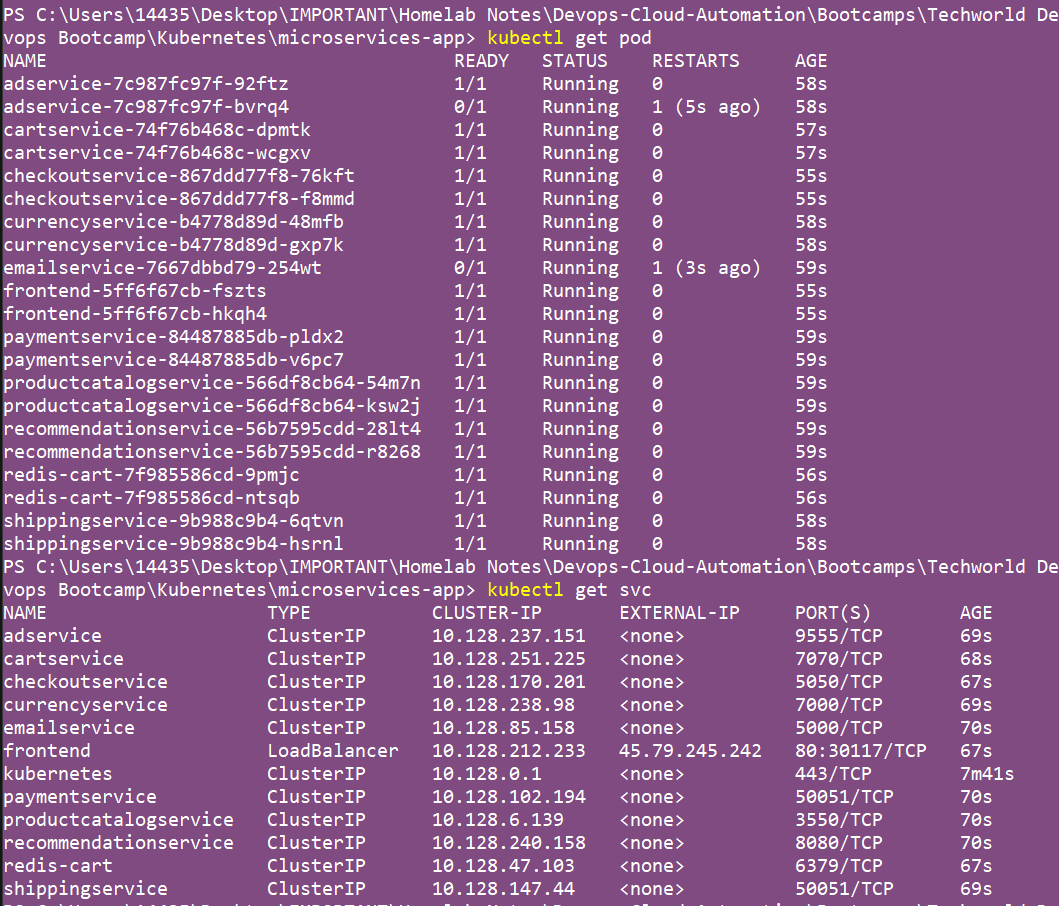 PS C:\Users\14435\Desktop\IMPORTANT\Homelab Notes\Devops-Cloud-Automation\Bootcamps\Techworld De
vops Bootcamp\Kubernetes\microservices-app> kubectl get pod
NAME READY STATUS RESTARTS AGE
adservice-7c987fc97f-92ftz 1/1 Running 0 58s
adservice-7c987fc97f-bvrq4 0/1 Running 1 (5s ago) 58s
cartservice-74f76b468c-dpmtk 1/1 Running 0 57s
cartservice-74f76b468c-wcgxv 1/1 Running 0 57s
checkoutservice-867ddd77f8-76kft 1/1 Running 0 55s
checkoutservice-867ddd77f8-f8mmd 1/1 Running 0 55s
currencyservice-b4778d89d-48mfb 1/1 Running 0 58s
currencyservice-b4778d89d-gxp7k 1/1 Running 0 58s
emailservice-7667dbbd79-254wt 0/1 Running 1 (3s ago) 59s
frontend-5ff6f67cb-fszts 1/1 Running 0 55s
frontend-5ff6f67cb-hkqh4 1/1 Running 0 55s
paymentservice-84487885db-pldx2 1/1 Running 0 59s
paymentservice-84487885db-v6pc7 1/1 Running 0 59s
productcatalogservice-566df8cb64-54m7n 1/1 Running 0 59s
productcatalogservice-566df8cb64-ksw2j 1/1 Running 0 59s
recommendationservice-56b7595cdd-28lt4 1/1 Running 0 59s
recommendationservice-56b7595cdd-r8268 1/1 Running 0 59s
redis-cart-7f985586cd-9pmjc 1/1 Running 0 56s
redis-cart-7f985586cd-ntsqb 1/1 Running 0 56s
shippingservice-9b988c9b4-6qtvn 1/1 Running 0 58s
shippingservice-9b988c9b4-hsrnl 1/1 Running 0 58s
PS C:\Users\14435\Desktop\IMPORTANT\Homelab Notes\Devops-Cloud-Automation\Bootcamps\Techworld De
vops Bootcamp\Kubernetes\microservices-app> kubectl get svc
NAME TYPE CLUSTER-IP EXTERNAL-IP PORT(S) AGE
adservice ClusterIP 10.128.237.151 <none> 9555/TCP 69s
cartservice ClusterIP 10.128.251.225 <none> 7070/TCP 68s
checkoutservice ClusterIP 10.128.170.201 <none> 5050/TCP 67s
currencyservice ClusterIP 10.128.238.98 <none> 7000/TCP 69s
emailservice ClusterIP 10.128.85.158 <none> 5000/TCP 70s
frontend LoadBalancer 10.128.212.233 45.79.245.242 80:30117/TCP 67s
kubernetes ClusterIP 10.128.0.1 <none> 443/TCP 7m41s
paymentservice ClusterIP 10.128.102.194 <none> 50051/TCP 70s
productcatalogservice ClusterIP 10.128.6.139 <none> 3550/TCP 70s
recommendationservice ClusterIP 10.128.240.158 <none> 8080/TCP 70s
redis-cart ClusterIP 10.128.47.103 <none> 6379/TCP 67s
shippingservice ClusterIP 10.128.147.44 <none> 50051/TCP 69s